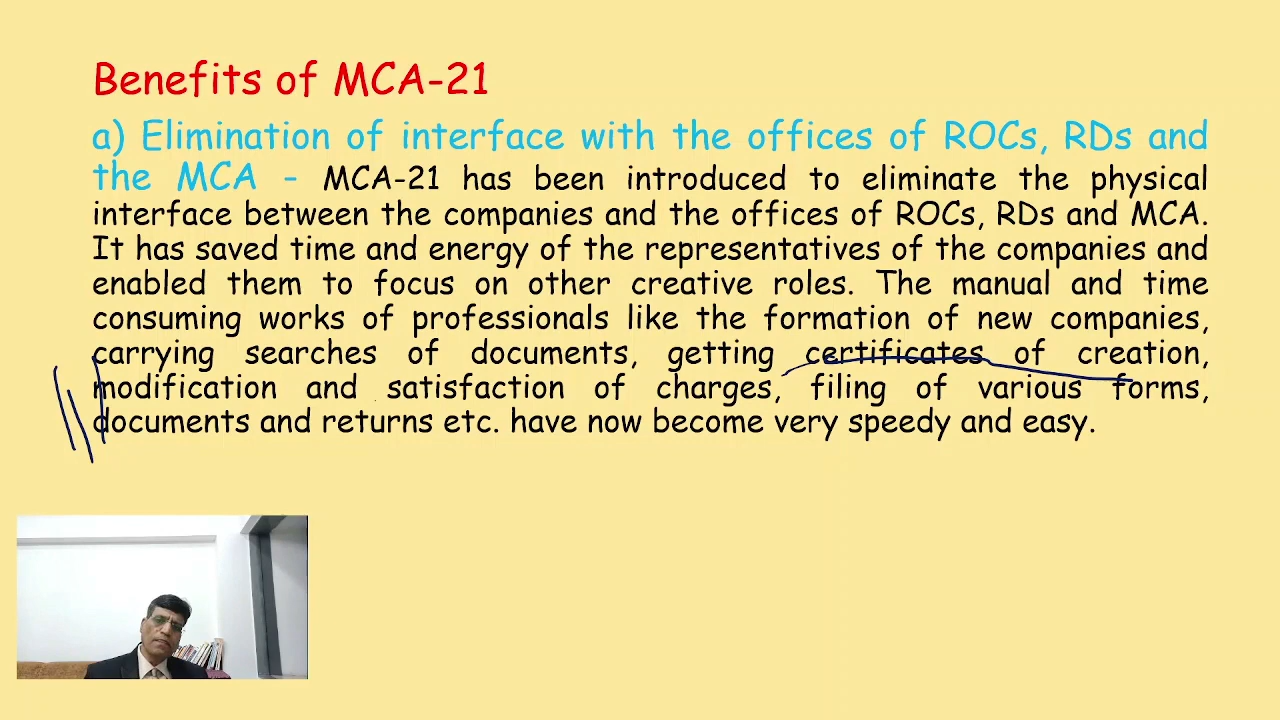 Benefits of MCA-21
a) Elimination of interface with the offices of ROCs, RDs and
the MCA - MCA-21 has been introduced to eliminate the physical
interface between the companies and the offices of ROCs, RDs and MCA.
It has saved time and energy of the representatives of the companies and
enabled them to focus on other creative roles. The manual and time
consuming works of professionals like the formation of new companies,
carrying searches of documents, getting certificates of creation,
modification and satisfaction of charges, filing of various forms,
documents and returns etc. have now become very speedy and easy.